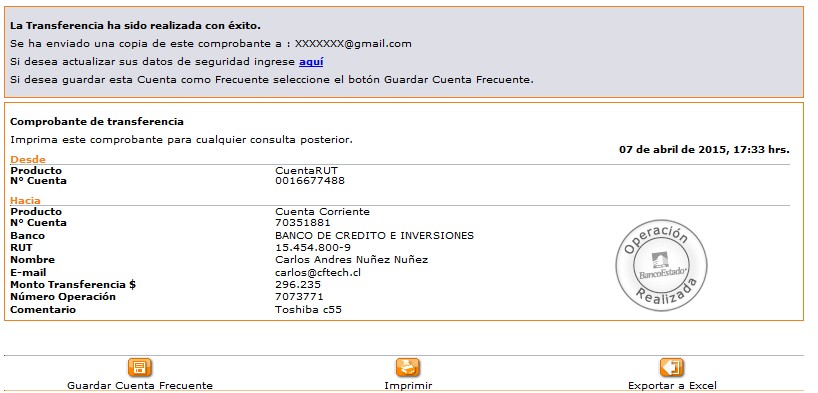 La Transferencia ha sido realizada con éxito.
Se ha enviado una copia de este comprobante a : XXXXXXX@gmail.com
Si desea actualizar sus datos de seguridad ingrese aquí
Si desea guardar esta Cuenta como Frecuente seleccione el botón Guardar Cuenta Frecuente.
Comprobante de transferencia
Imprima este comprobante para cualquier consulta posterior.
07 de abril de 2015, 17:33 hrs.
Desde
Producto CuentaRUT
Nº Cuenta 0016677488
Hacia
Producto Cuenta Corriente
Nº Cuenta 70351881
Banco BANCO DE CREDITO E INVERSIONES
RUT 15.454.800-9
Nombre Carlos Andres Nuñez Nuñez
E-mail carlos@cftech.cl
Monto Transferencia $ 296.235
Número Operación 7073771
Comentario Toshiba c55
Operación
BancoEstado
Realizada
Guardar Cuenta Frecuente Imprimir Exportar a Excel